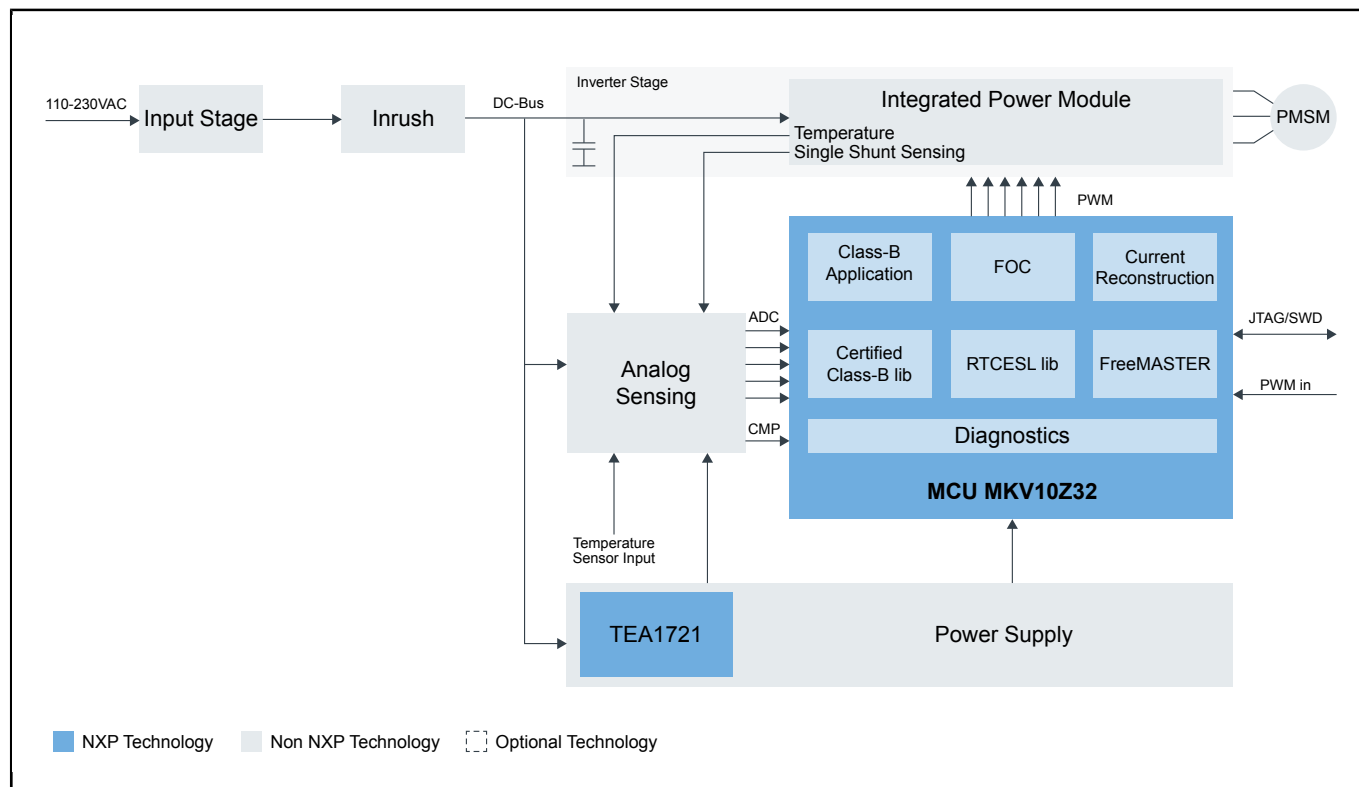 110-230VAC
Input Stage
Inrush
DC-Bus
Inverter Stage
Integrated Power Module
Temperature
Single Shunt Sensing
PMSM
PWM
Class-B
Application
FOC
Current
Reconstruction
ADC
JTAG/SWD
Analog
Sensing
Certified
Class-B lib
RTCESL lib
FreeMASTER
PWM in
CMP
Diagnostics
MCU MKV10Z32
Temperature
Sensor Input
TEA1721
Power Supply
NXP Technology
Non NXP Technology
Optional Technology